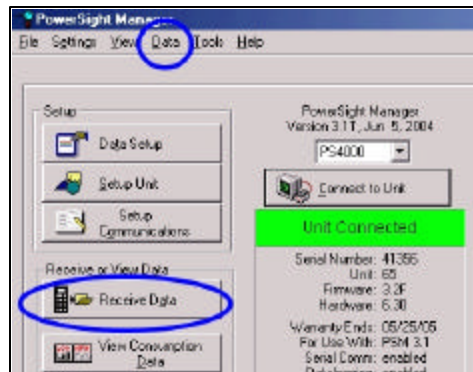 PowerSight Manager
File Settings View Data Tools Help
Setup
Data Setup
Setup Unit
Setup
Communications
Receive or View Data
Receive Data
View Consumption
Data
PowerSight Manager
Version 3.1T, Jun 5, 2004
PS4000
Connect to Unit
Unit Connected
Serial Number: 41356
Unit: 65
Firmware: 3.2F
Hardware: 6.30
Warranty Ends: 05/25/05
For Use With: PSM 3.1
Serial Comm: enabled
enabled